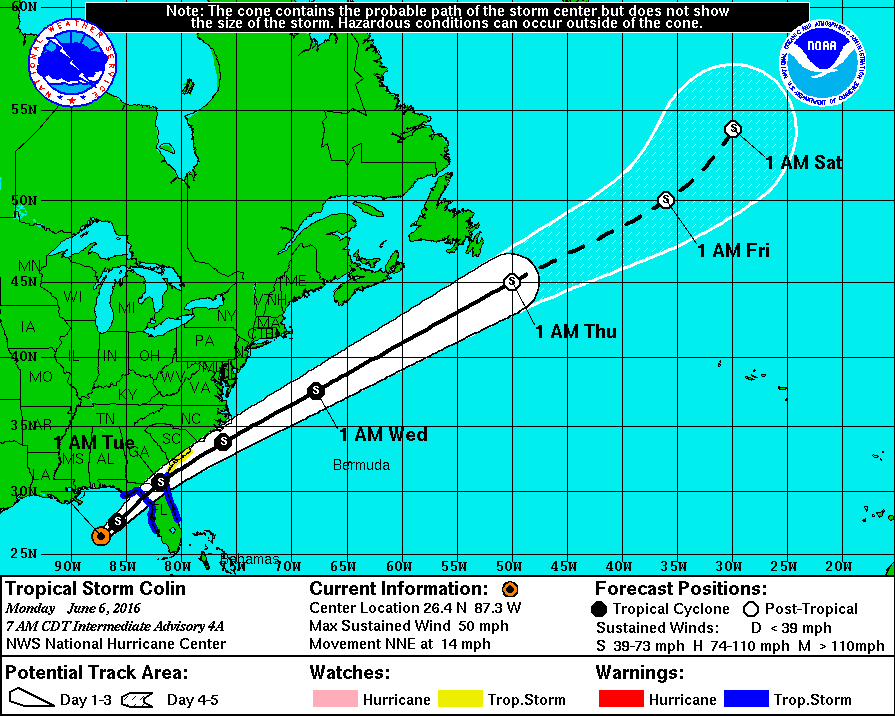 Note: The cone contains the probable path of the storm center but does not show
the size of the storm. Hazardous conditions can occur outside of the cone.
60N
NATIONAL WEATHER SERVICE
NOAA
55N
1 AM Sat
50N
1 AM Fri
MN
ME
45N
WI
VT NH
MI
NY
MA
1 AM Thu
IA
CT RI
PA
40N
IL IN OH
MO
WV
VA
KY
35N
AR
TN
NC
1 AM Wed
1 AM Tue
SC
MS AL GA
Bermuda
LA
30N
FL
25N
Bahamas
90W 85W 80W 75W 70W 65W 60W 55W 50W 45W 40W 35W 30W 25W 20W
Tropical Storm Colin
Monday June 6, 2016
7 AM CDT Intermediate Advisory 4A
NWS National Hurricane Center
Current Information:
Center Location 26.4 N 87.3 W
Max Sustained Wind 50 mph
Movement NNE at 14 mph
Forecast Positions:
Tropical Cyclone Post-Tropical
Sustained Winds: D < 39 mph
S 39-73 mph H 74-110 mph M > 110mph
Potential Track Area:
Day 1-3 Day 4-5
Watches:
Hurricane Trop.Storm
Warnings:
Hurricane Trop.Storm